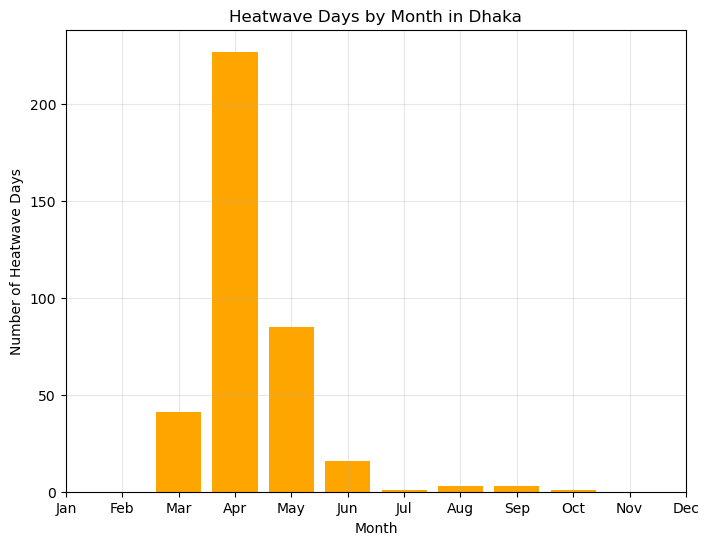 Heatwave Days by Month in Dhaka
Number of Heatwave Days
200
150
100
50
0
Jan Feb Mar Apr May Jun Jul Aug Sep Oct Nov Dec
Month